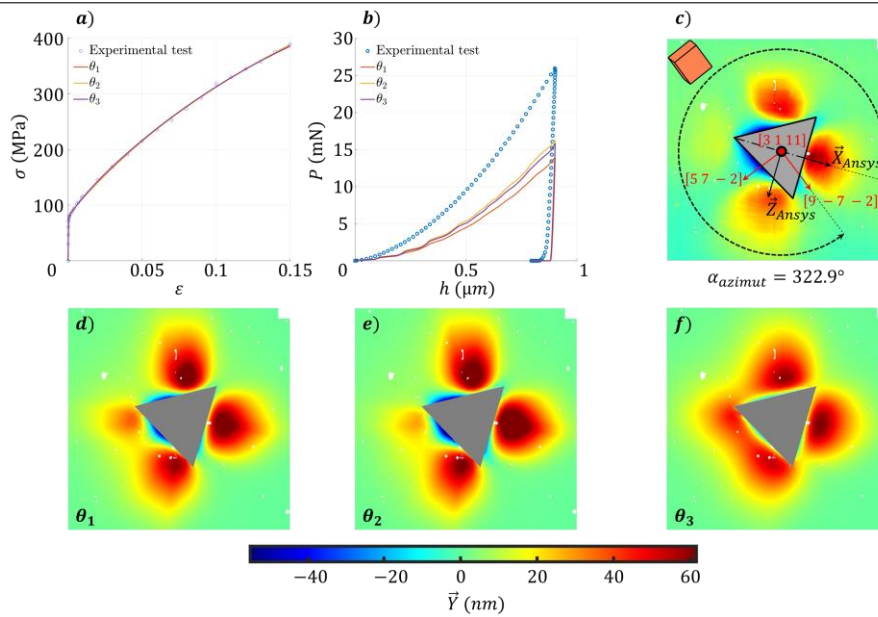 a)
400
300
200
100
0
σ (MPa)
0
0.05
0.1
0.15
ε
Experimental test
θ₁
θ₂
θ₃
b)
30
25
20
15
10
5
0
P (mN)
0.5
1
h (μm)
Experimental test
θ₁
θ₂
θ₃
c)
[3 1 11]
X⃗Ansys
[5 7 − 2]
[9 − 7 − 2]
Z⃗Ansys
αazimut = 322.9°
d)
θ₁
e)
θ₂
f)
θ₃
−40 −20 0 20 40 60
Y⃗ (nm)